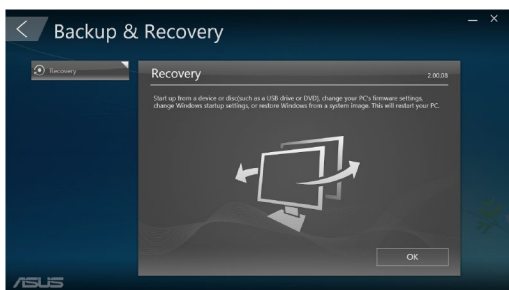 Backup & Recovery
Recovery
Recovery
2.00.08
Start up from a device or disc(such as a USB drive or DVD), change your PC's firmware settings,
change Windows startup settings, or restore Windows from a system image. This will restart your PC.
OK
ASUS